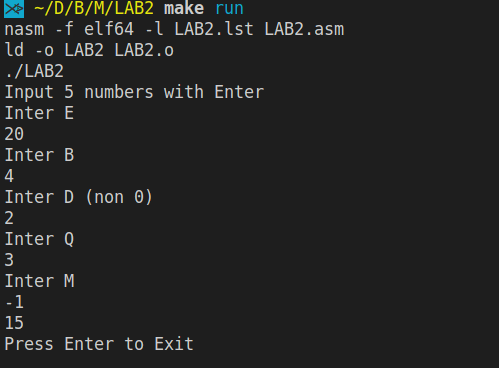 ~/D/B/M/LAB2 make run
nasm -f elf64 -l LAB2.lst LAB2.asm
ld -o LAB2 LAB2.o
./LAB2
Input 5 numbers with Enter
Inter E
20
Inter B
4
Inter D (non 0)
2
Inter Q
3
Inter M
-1
15
Press Enter to Exit